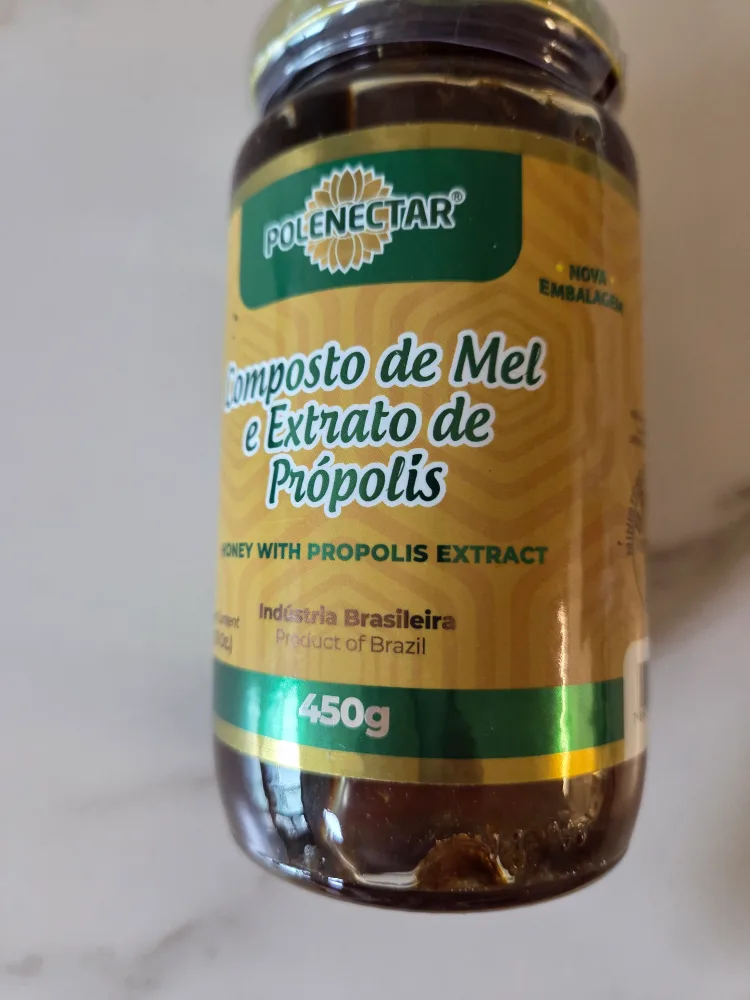 POLENECTAR®
NOVA
EMBALAGEM
Composto de Mel
e Extrato de
Própolis
HONEY WITH PROPOLIS EXTRACT
Indústria Brasileira
Product of Brazil
450g